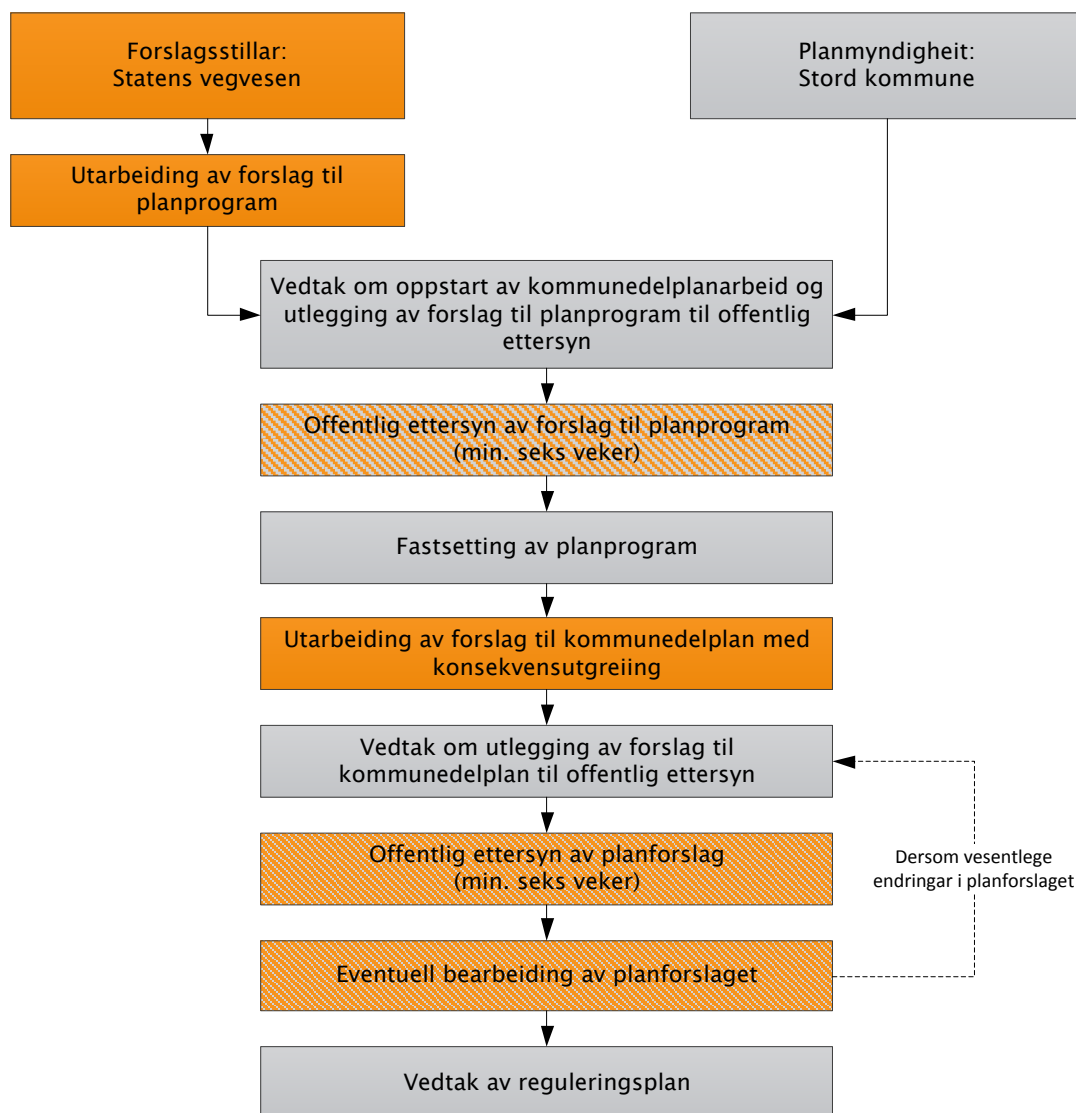 Forslagsstillar:
Statens vegvesen
Planmyndigheit:
Stord kommune
Utarbeiding av forslag til
planprogram
Vedtak om oppstart av kommunedelplanarbeid og
utlegging av forslag til planprogram til offentlig
ettersyn
Offentlig ettersyn av forslag til planprogram
(min. seks veker)
Fastsetting av planprogram
Utarbeiding av forslag til kommunedelplan med
konsekvensutgreiing
Vedtak om utlegging av forslag til
kommunedelplan til offentlig ettersyn
Offentlig ettersyn av planforslag
(min. seks veker)
Dersom vesentlege
endringar i planforslaget
Eventuell bearbeiding av planforslaget
Vedtak av reguleringsplan